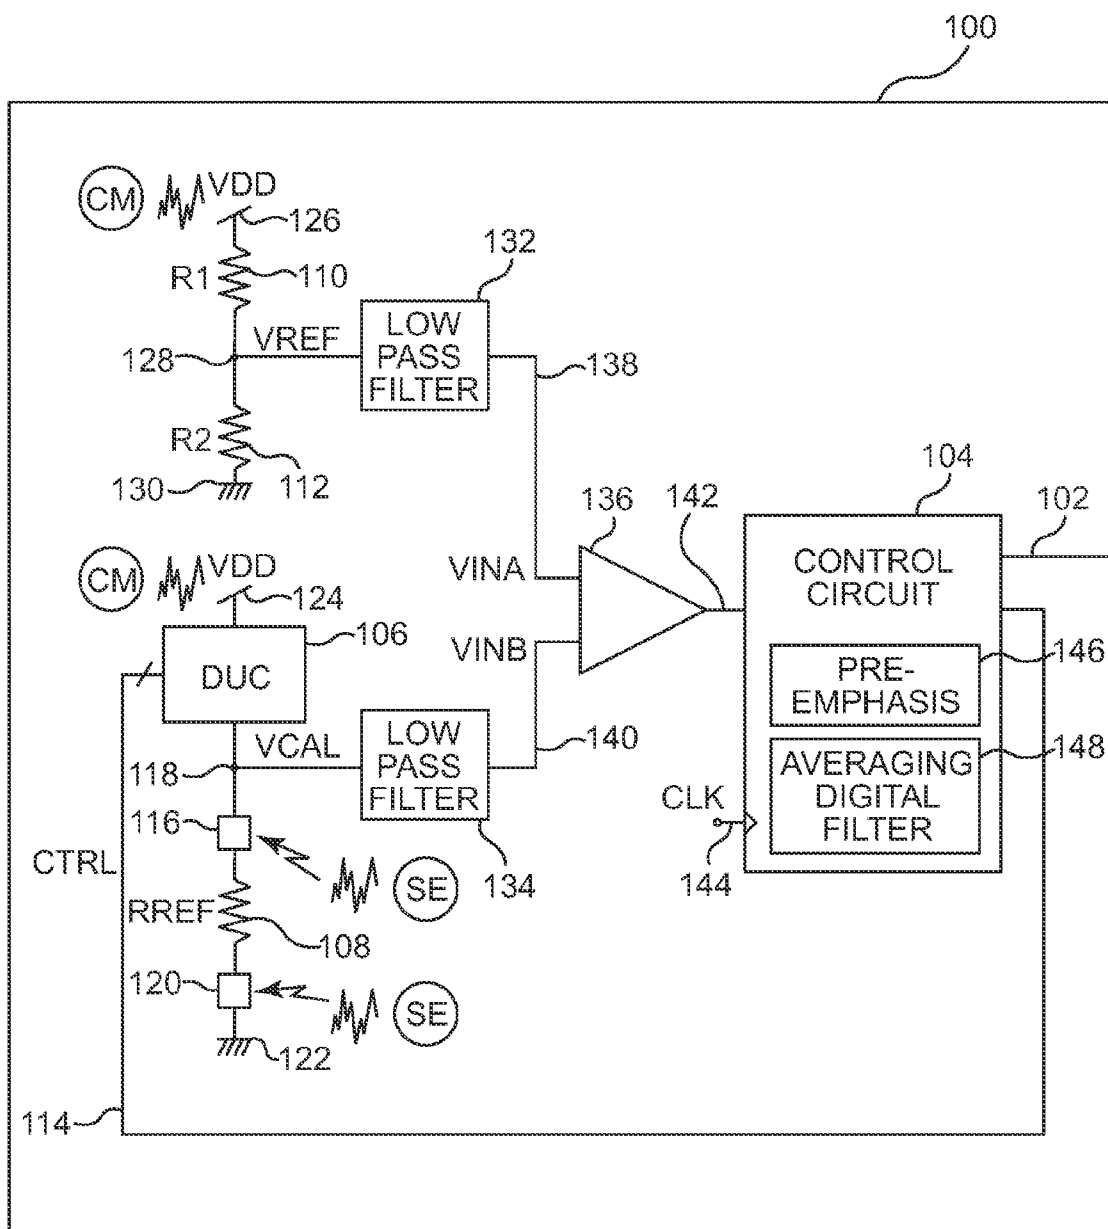 100
CM VDD
126
132
R1 110
LOW
PASS
FILTER
VREF
128
138
R2
112
130
104
136
142
102
CM VDD
124
VINA
CONTROL
CIRCUIT
106
DUC
VINB
146
PRE-
EMPHASIS
VCAL
LOW
PASS
FILTER
140
148
118
AVERAGING
DIGITAL
FILTER
CLK
116
CTRL
SE
134
144
RREF
108
120
SE
122
114